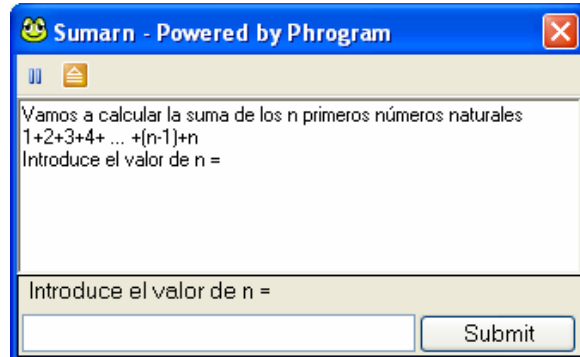 Sumarn - Powered by Phrogram
Vamos a calcular la suma de los n primeros números naturales
1+2+3+4+ ... +(n-1)+n
Introduce el valor de n =
Introduce el valor de n =
Submit